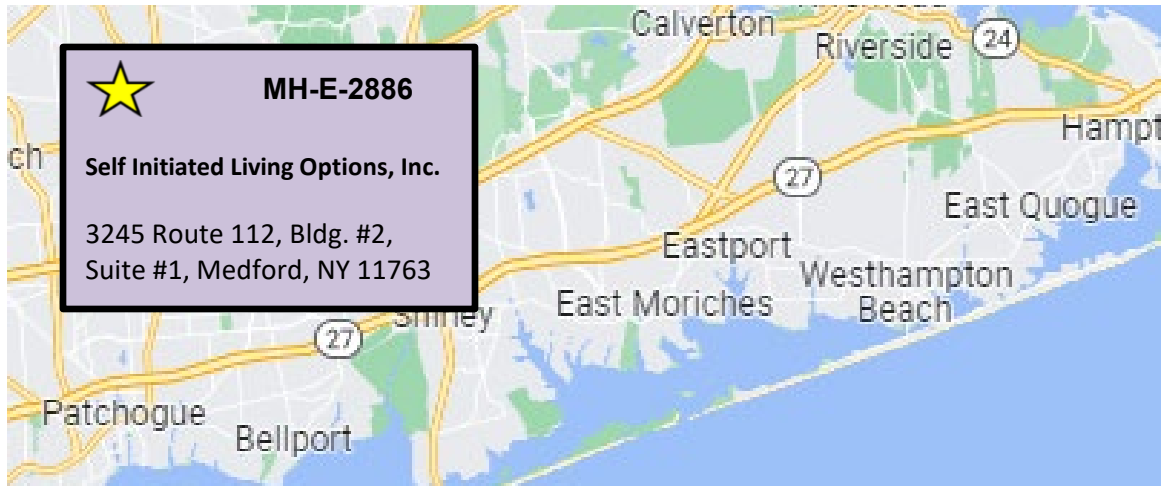 Calverton
Riverside
24
MH-E-2886
Self Initiated Living Options, Inc.
3245 Route 112, Bldg. #2,
Suite #1, Medford, NY 11763
ch
Hampt
27
East Quogue
Eastport
Westhampton
Beach
East Moriches
27
Patchogue
Bellport